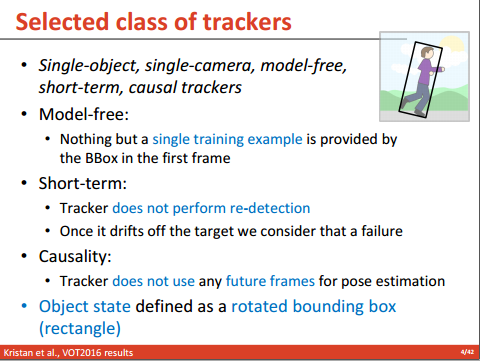 Selected class of trackers
• Single-object, single-camera, model-free,
short-term, causal trackers
• Model-free:
• Nothing but a single training example is provided by
the BBox in the first frame
• Short-term:
• Tracker does not perform re-detection
• Once it drifts off the target we consider that a failure
• Causality:
• Tracker does not use any future frames for pose estimation
• Object state defined as a rotated bounding box
(rectangle)
Kristan et al., VOT2016 results
4/42